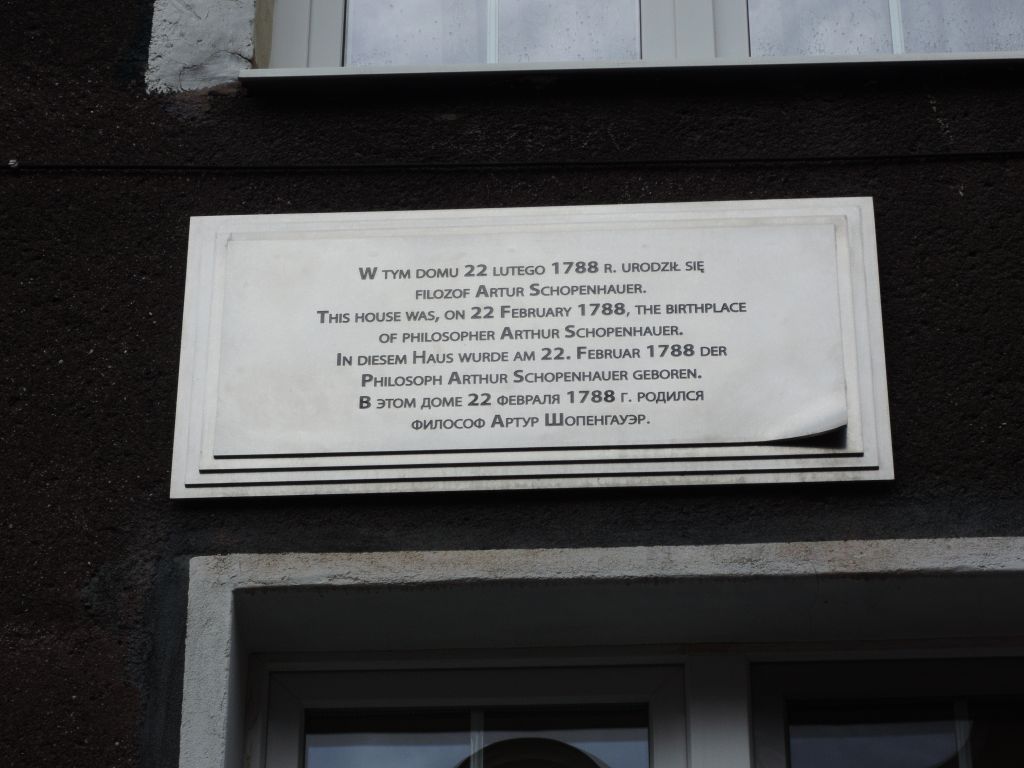 W TYM DOMU 22 LUTEGO 1788 R. URODZIŁ SIĘ
FILOZOF ARTUR SCHOPENHAUER.
THIS HOUSE WAS, ON 22 FEBRUARY 1788, THE BIRTHPLACE
OF PHILOSOPHER ARTHUR SCHOPENHAUER.
IN DIESEM HAUS WURDE AM 22. FEBRUAR 1788 DER
PHILOSOPH ARTHUR SCHOPENHAUER GEBOREN.
В ЭТОМ ДОМЕ 22 ФЕВРАЛЯ 1788 Г. РОДИЛСЯ
ФИЛОСОФ АРТУР ШОПЕНГАУЭР.